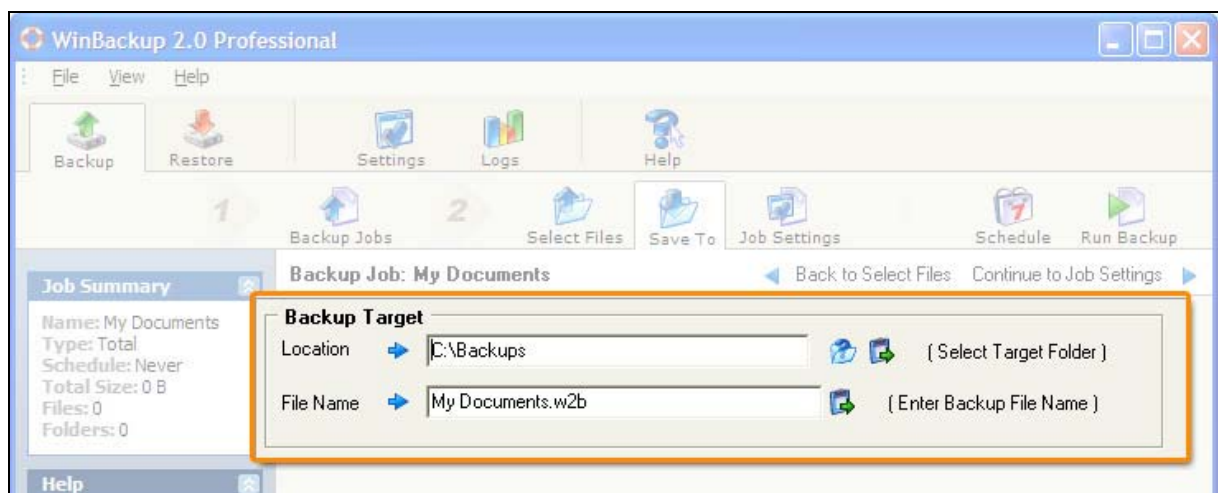 WinBackup 2.0 Professional
File View Help
Backup Restore Settings Logs Help
1 Backup Jobs 2 Select Files Save To Job Settings 7 Schedule Run Backup
Backup Job: My Documents Back to Select Files Continue to Job Settings
Job Summary
Name: My Documents
Type: Total
Schedule: Never
Total Size: 0 B
Files: 0
Folders: 0
Backup Target
Location C:\Backups ( Select Target Folder )
File Name My Documents.w2b ( Enter Backup File Name )
Help